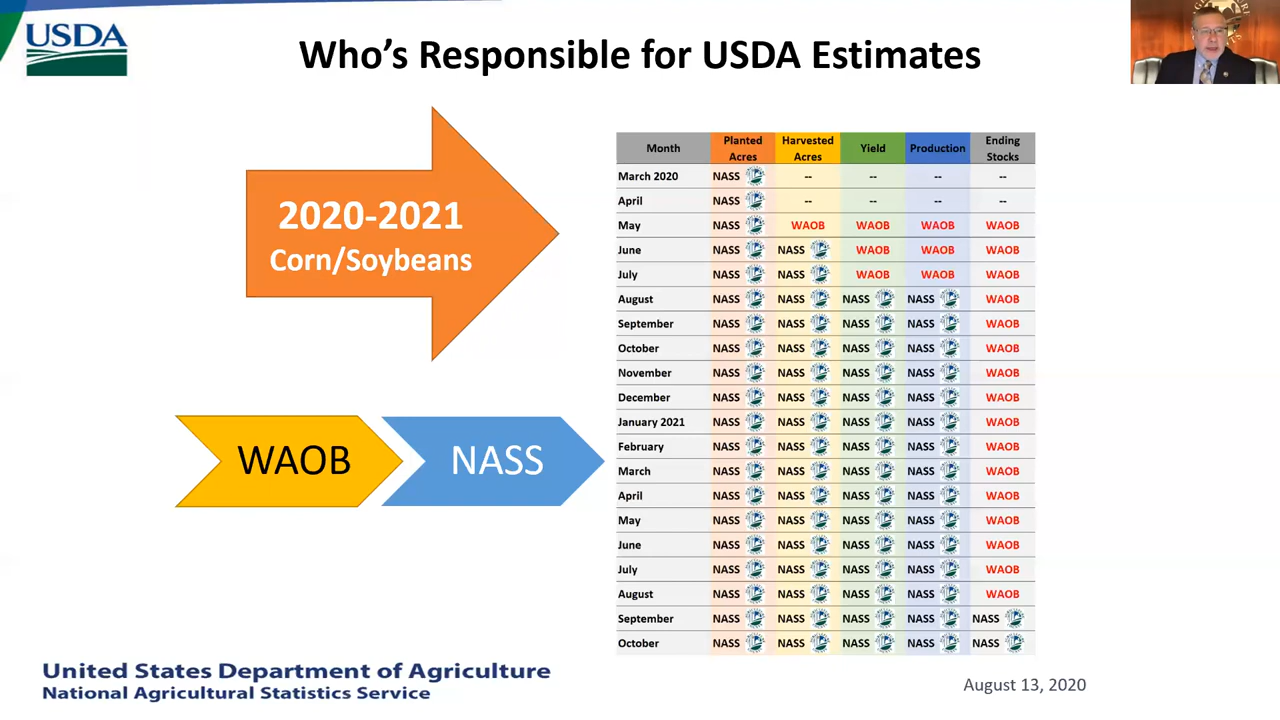 USDA
Who's Responsible for USDA Estimates
2020-2021
Corn/Soybeans
WAOB
NASS
Month Planted Acres Harvested Acres Yield Production Ending Stocks
March 2020 NASS -- -- -- --
April NASS -- -- -- --
May NASS WAOB WAOB WAOB WAOB
June NASS NASS WAOB WAOB WAOB
July NASS NASS WAOB WAOB WAOB
August NASS NASS NASS NASS WAOB
September NASS NASS NASS NASS WAOB
October NASS NASS NASS NASS WAOB
November NASS NASS NASS NASS WAOB
December NASS NASS NASS NASS WAOB
January 2021 NASS NASS NASS NASS WAOB
February NASS NASS NASS NASS WAOB
March NASS NASS NASS NASS WAOB
April NASS NASS NASS NASS WAOB
May NASS NASS NASS NASS WAOB
June NASS NASS NASS NASS WAOB
July NASS NASS NASS NASS WAOB
August NASS NASS NASS NASS WAOB
September NASS NASS NASS NASS NASS
October NASS NASS NASS NASS NASS
United States Department of Agriculture
National Agricultural Statistics Service
August 13, 2020